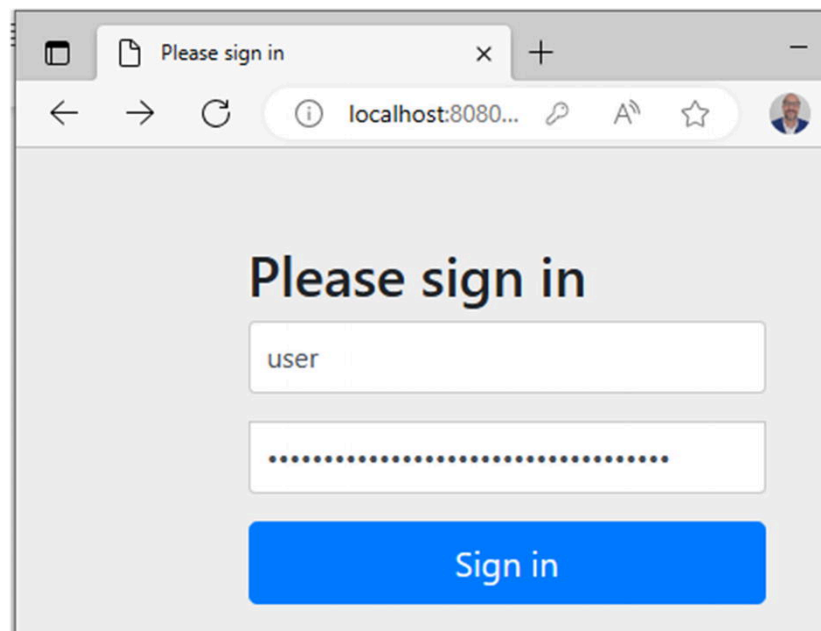 Please sign in
localhost:8080...
Please sign in
user
••••••••••••••••••••••••••••••••••••
Sign in